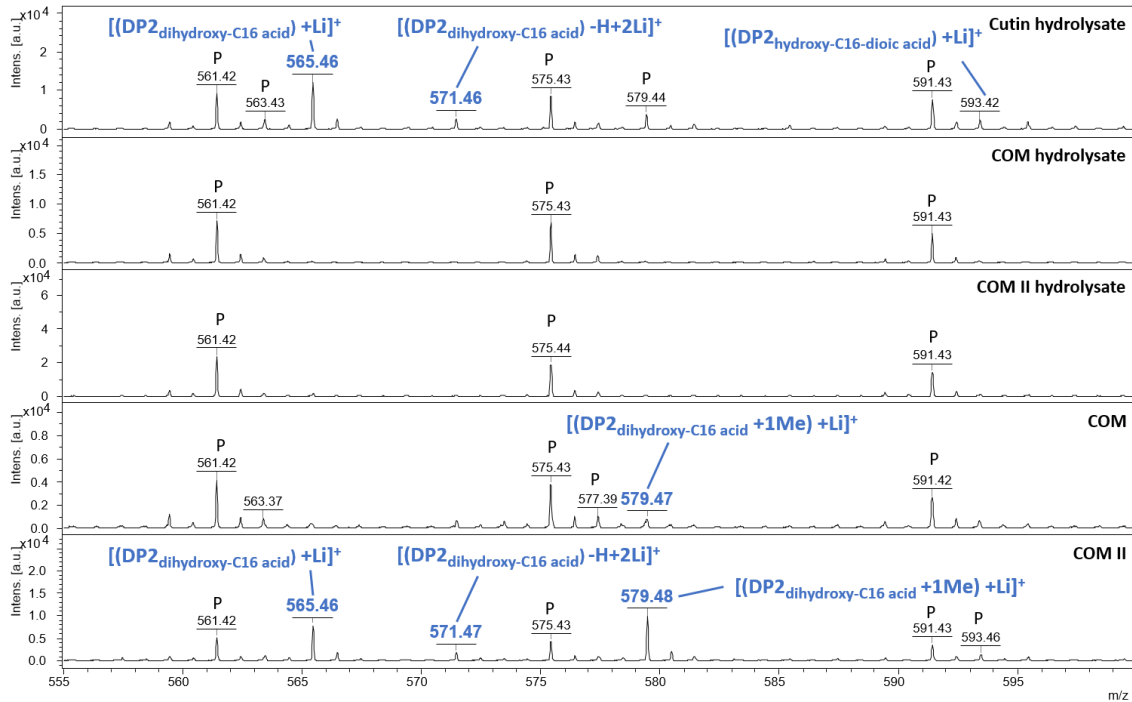 Cutin hydrolysate
Intens. [a.u.]
x10⁴
2
1
0
[(DP2dihydroxy-C16 acid) +Li]⁺
565.46
[(DP2dihydroxy-C16 acid) -H+2Li]⁺
571.46
[(DP2hydroxy-C16-dioic acid) +Li]⁺
P
561.42
P
563.43
P
575.43
P
579.44
P
591.43
593.42
COM hydrolysate
Intens. [a.u.]
x10⁴
1.5
1.0
0.5
0.0
P
561.42
P
575.43
P
591.43
COM II hydrolysate
Intens. [a.u.]
x10⁴
6
4
2
0
P
561.42
P
575.44
P
591.43
COM
Intens. [a.u.]
x10⁴
0.8
0.6
0.4
0.2
0.0
[(DP2dihydroxy-C16 acid +1Me) +Li]⁺
P
561.42
563.37
P
575.43
P
577.39
579.47
P
591.42
COM II
Intens. [a.u.]
x10⁴
2.0
1.5
1.0
0.5
0.0
[(DP2dihydroxy-C16 acid) +Li]⁺
565.46
[(DP2dihydroxy-C16 acid) -H+2Li]⁺
571.47
579.48
[(DP2dihydroxy-C16 acid +1Me) +Li]⁺
P
561.42
P
575.43
P
591.43
P
593.46
555 560 565 570 575 580 585 590 595
m/z